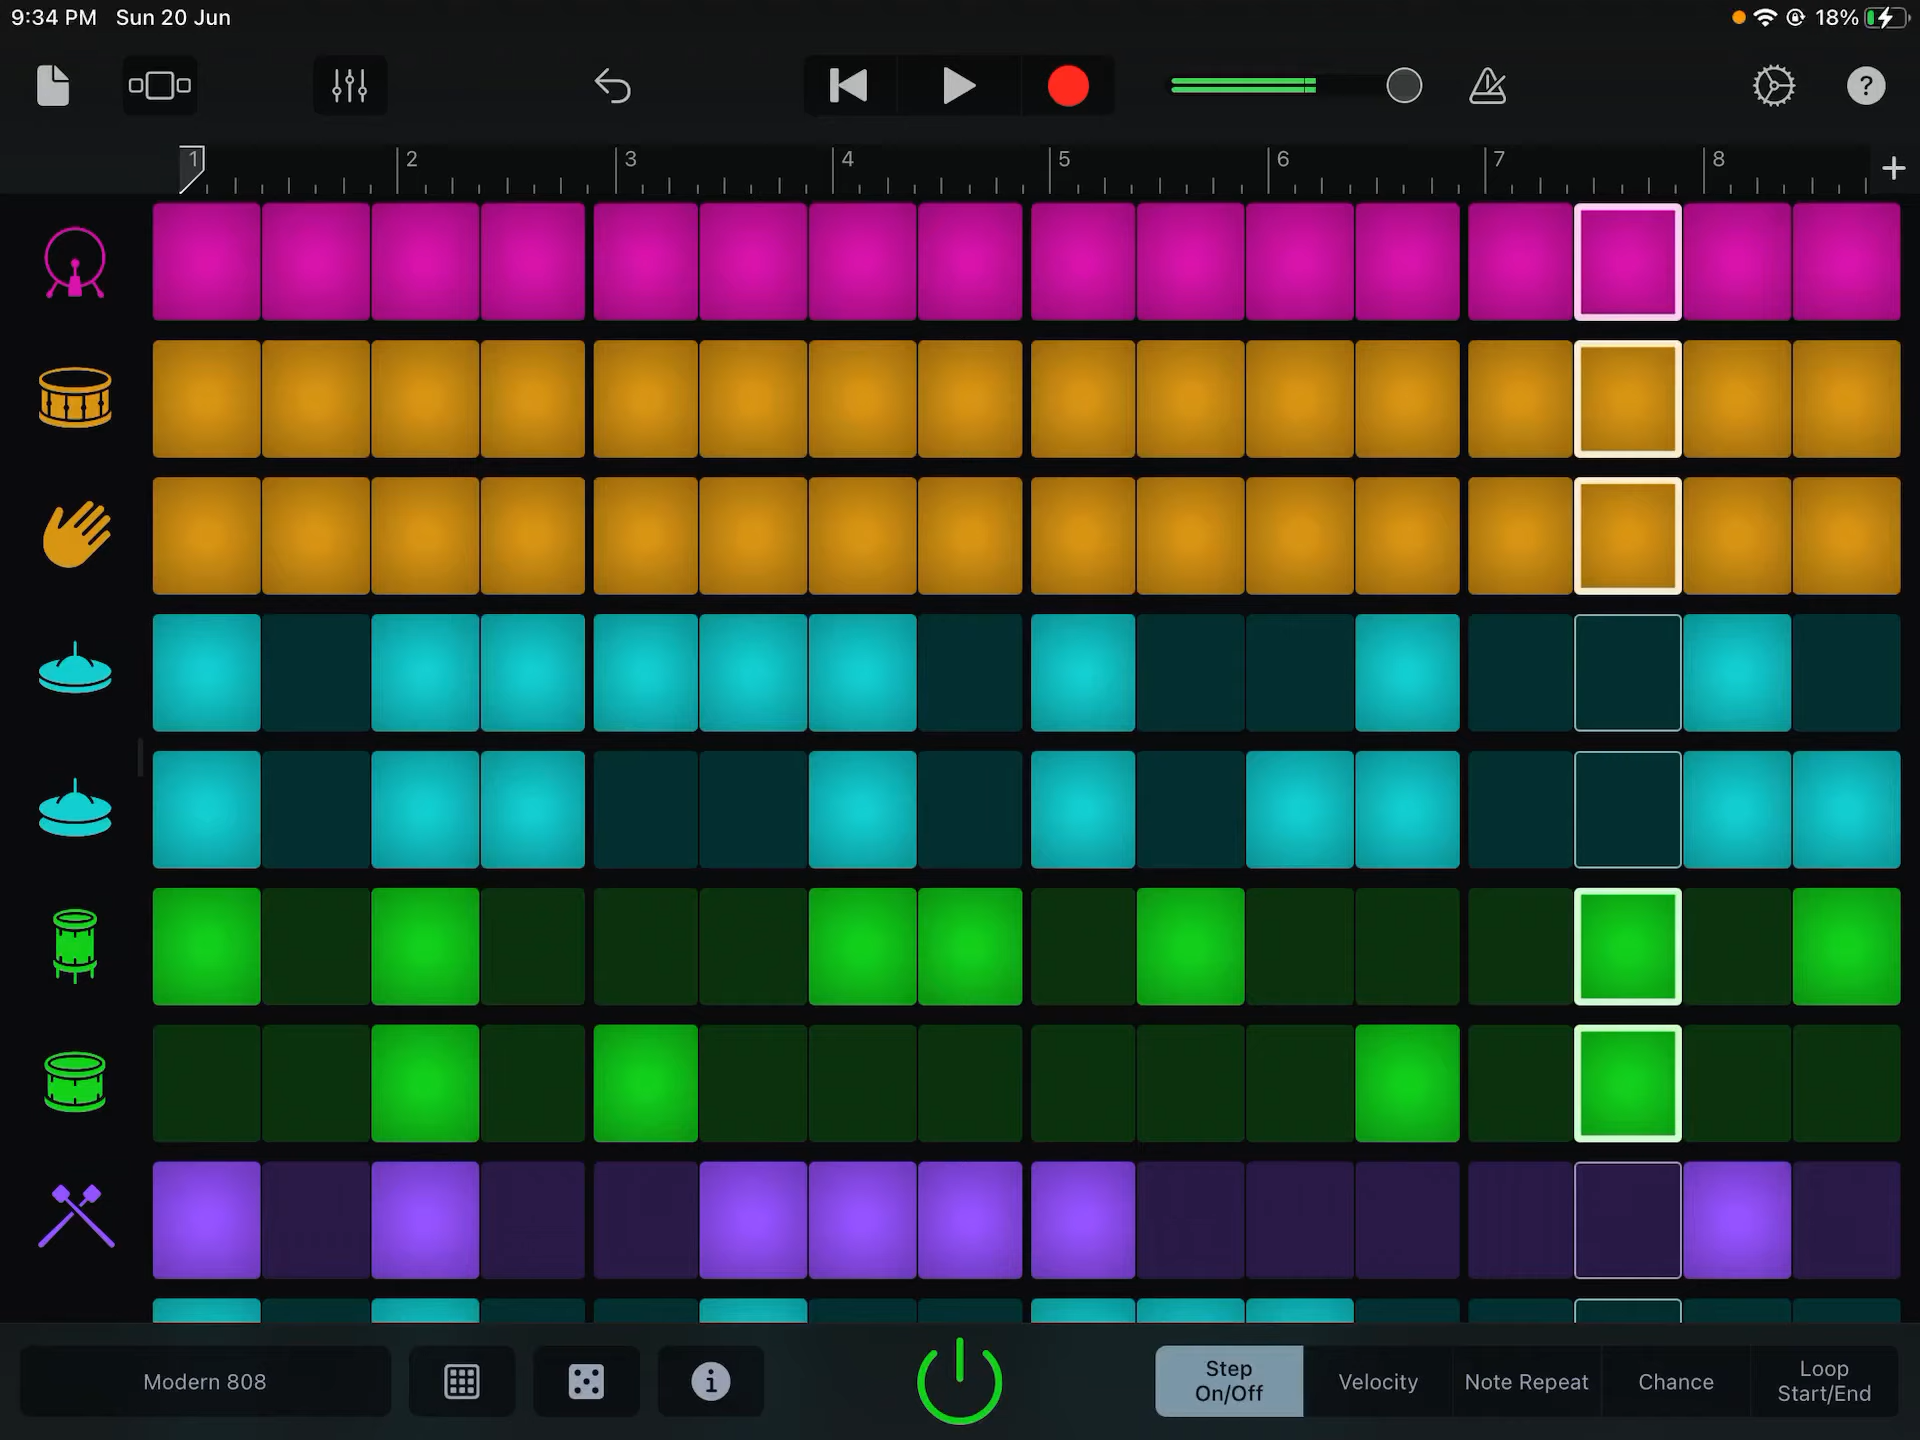 9:34 PM Sun 20 Jun 18%
1 2 3 4 5 6 7 8
Modern 808
Step
On/Off
Velocity
Note Repeat
Chance
Loop
Start/End